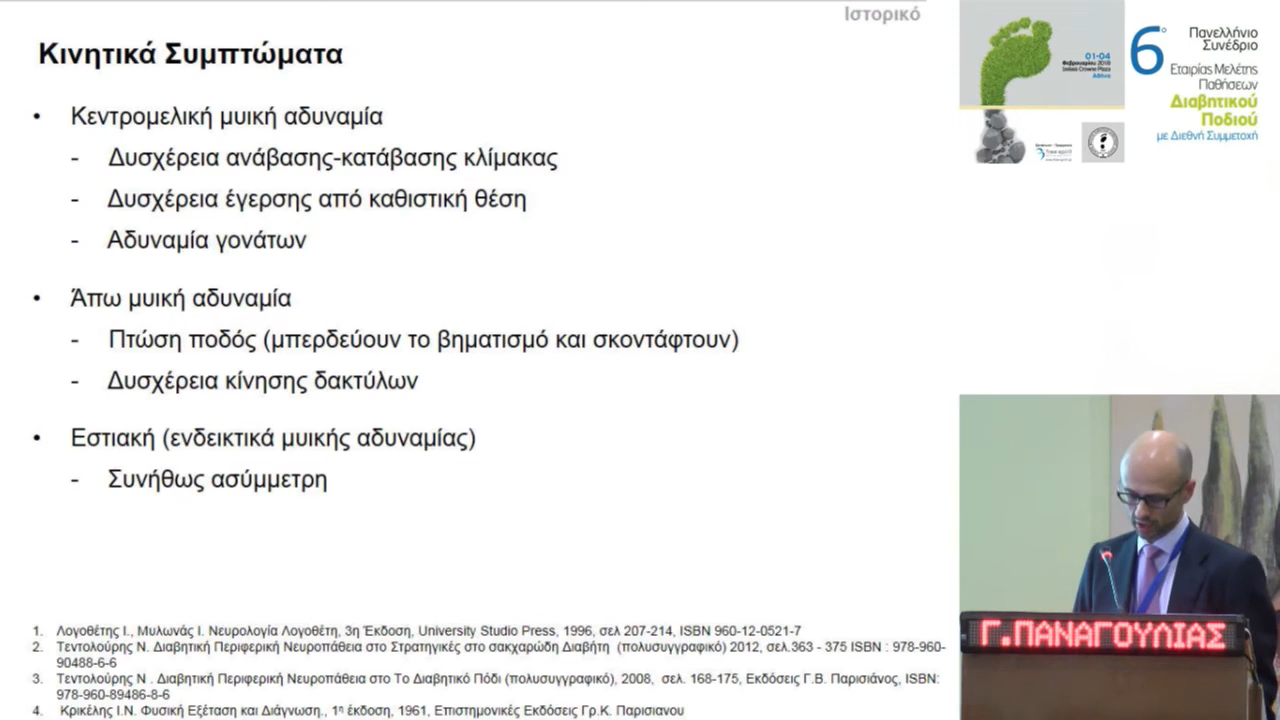 Ιστορικό
Κινητικά Συμπτώματα
• Κεντρομελική μυική αδυναμία
- Δυσχέρεια ανάβασης-κατάβασης κλίμακας
- Δυσχέρεια έγερσης από καθιστική θέση
- Αδυναμία γονάτων
• Άπω μυική αδυναμία
- Πτώση ποδός (μπερδεύουν το βηματισμό και σκοντάφτουν)
- Δυσχέρεια κίνησης δακτύλων
• Εστιακή (ενδεικτικά μυικής αδυναμίας)
- Συνήθως ασύμμετρη
1. Λογοθέτης Ι., Μυλωνάς Ι. Νευρολογία Λογοθέτη, 3η Έκδοση, University Studio Press, 1996, σελ 207-214, ISBN 960-12-0521-7
2. Τεντολούρης Ν. Διαβητική Περιφερική Νευροπάθεια στο Στρατηγικές στο σακχαρώδη Διαβήτη (πολυσυγγραφικό) 2012, σελ.363 - 375 ISBN : 978-960-
90488-6-6
3. Τεντολούρης Ν . Διαβητική Περιφερική Νευροπάθεια στο Το Διαβητικό Πόδι (πολυσυγγραφικό), 2008, σελ. 168-175, Εκδόσεις Γ.Β. Παρισιάνος, ISBN:
978-960-89486-8-6
4. Κρικέλης Ι.Ν. Φυσική Εξέταση και Διάγνωση., 1η έκδοση, 1961, Επιστημονικές Εκδόσεις Γρ.Κ. Παρισιανου
01-04
Φεβρουαρίου 2018
Crowne Plaza
Αθήνα
6ο
Πανελλήνιο
Συνέδριο
Εταιρίας Μελέτης
Παθήσεων
Διαβητικού
Ποδιού
με Διεθνή Συμμετοχή
Γ.ΠΑΝΑΓΟΥΛΙΑΣ